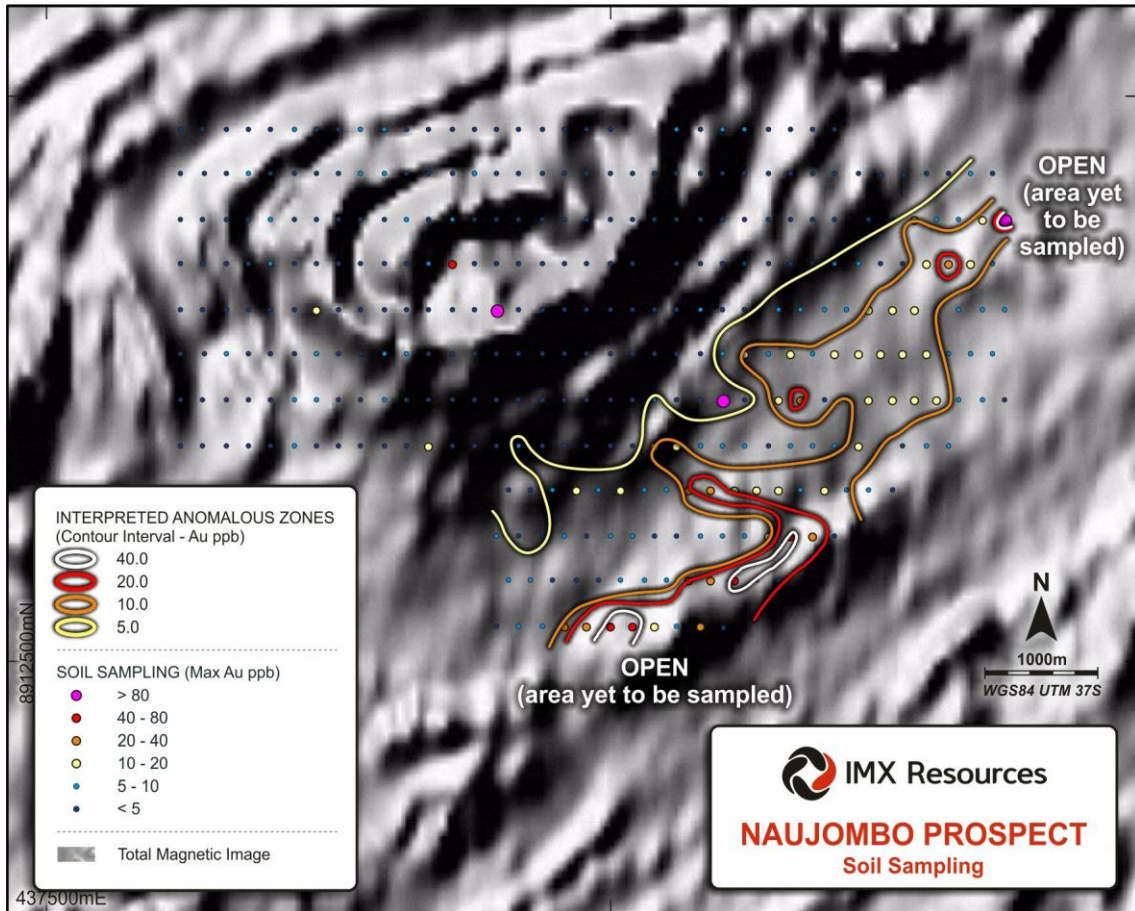 OPEN
(area yet
to be
sampled)
INTERPRETED ANOMALOUS ZONES
(Contour Interval - Au ppb)
40.0
20.0
10.0
5.0
SOIL SAMPLING (Max Au ppb)
> 80
40 - 80
20 - 40
10 - 20
5 - 10
< 5
Total Magnetic Image
8912500mN
437500mE
OPEN
(area yet to be sampled)
N
1000m
WGS84 UTM 37S
IMX Resources
NAUJOMBO PROSPECT
Soil Sampling